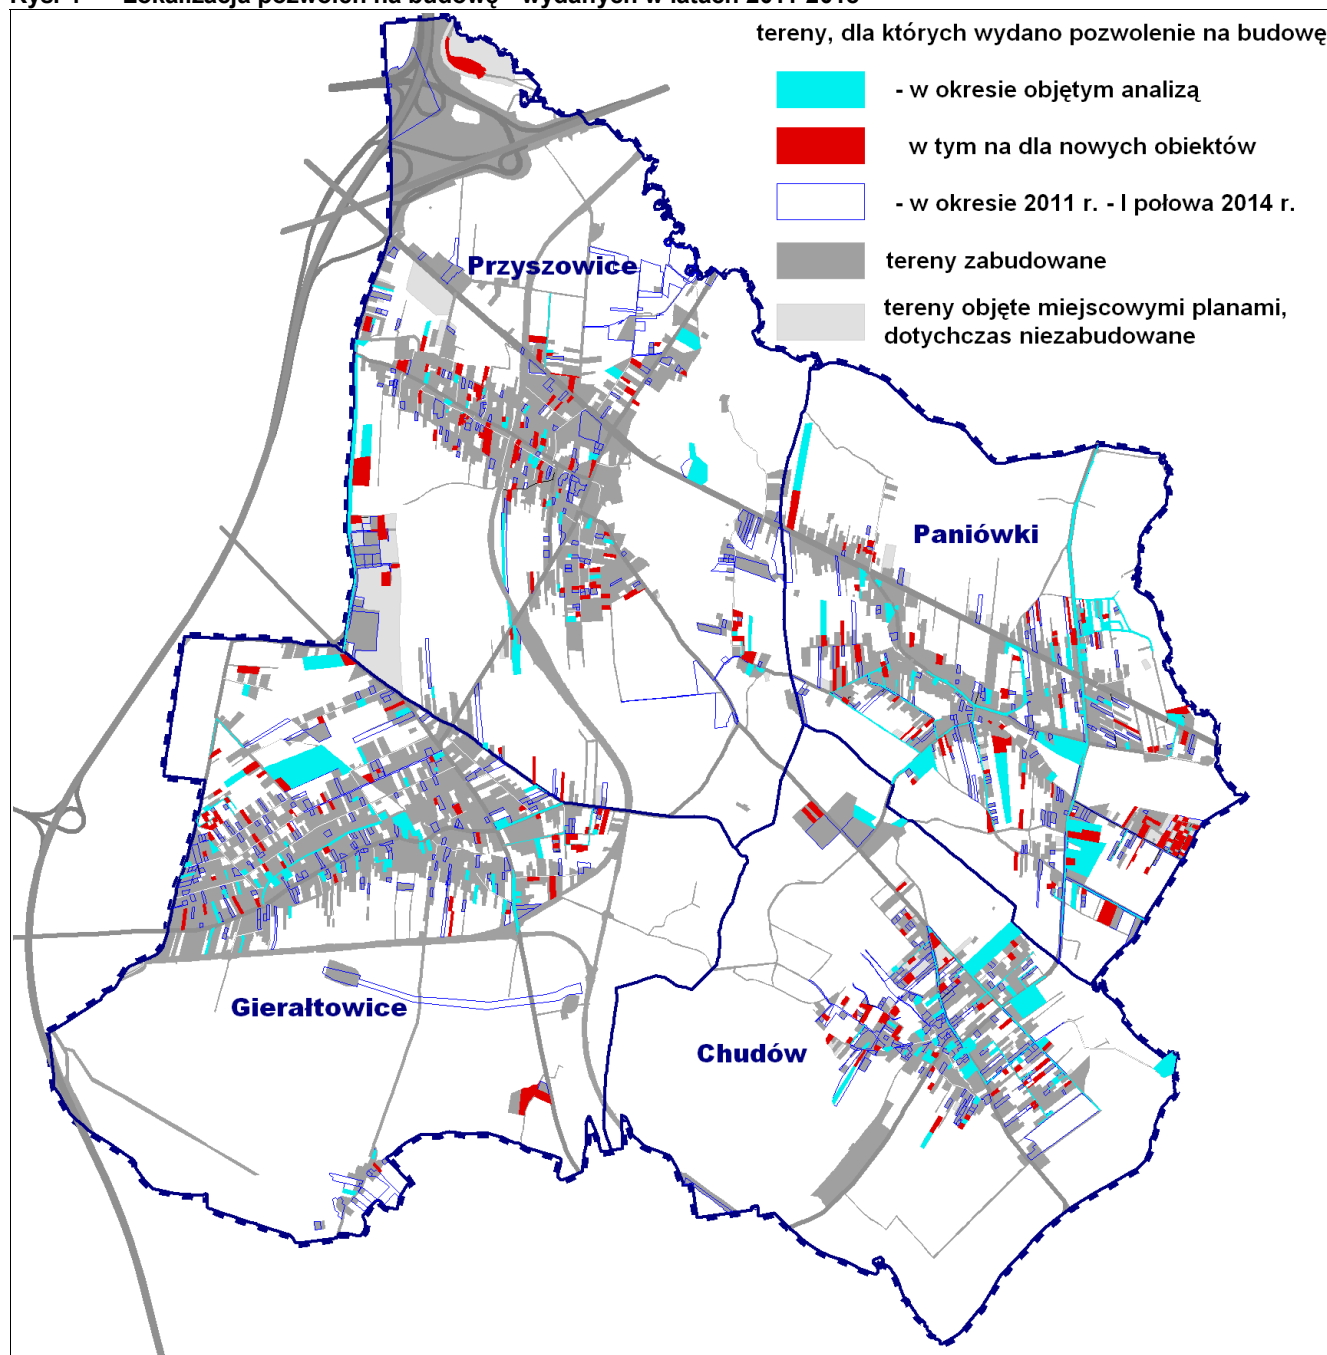 tereny, dla których wydano pozwolenie na budowę
- w okresie objętym analizą
w tym na dla nowych obiektów
- w okresie 2011 r. - I połowa 2014 r.
tereny zabudowane
tereny objęte miejscowymi planami,
dotychczas niezabudowane
Przyszowice
Paniówki
Gierałtowice
Chudów